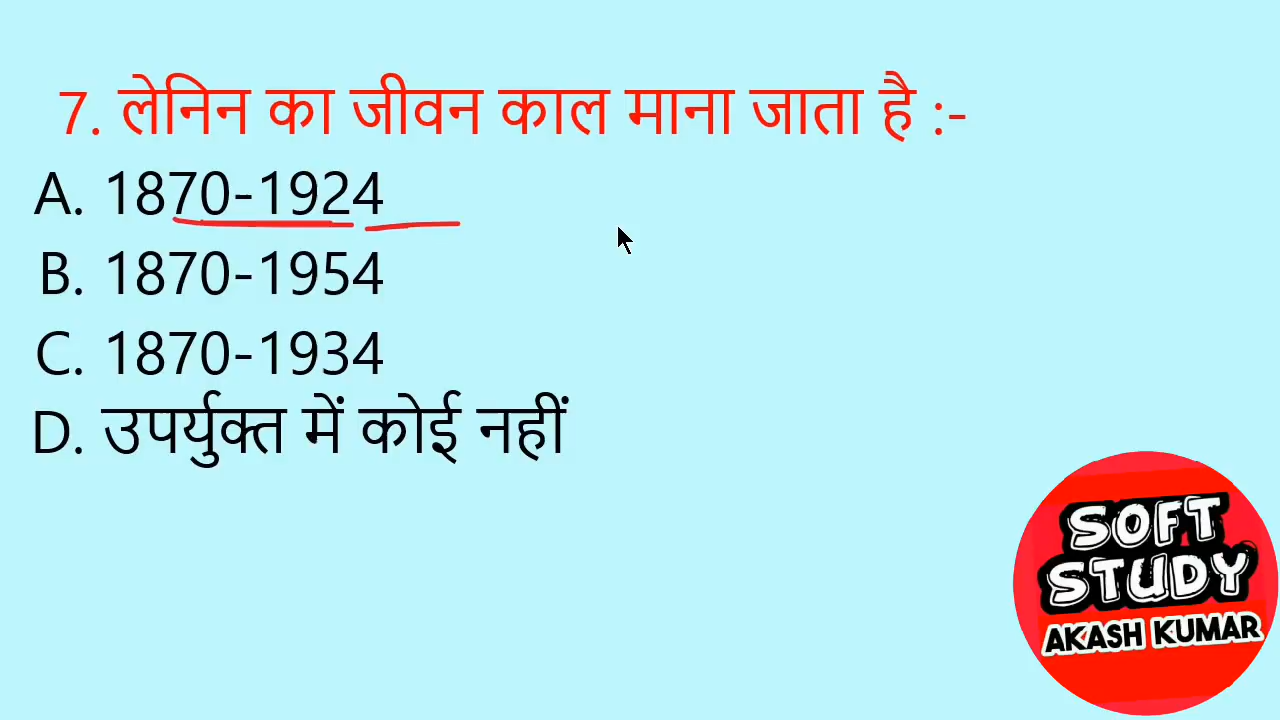 7. लेनिन का जीवन काल माना जाता है :-
A. 1870-1924
B. 1870-1954
C. 1870-1934
D. उपर्युक्त में कोई नहीं
SOFT
STUDY
AKASH KUMAR